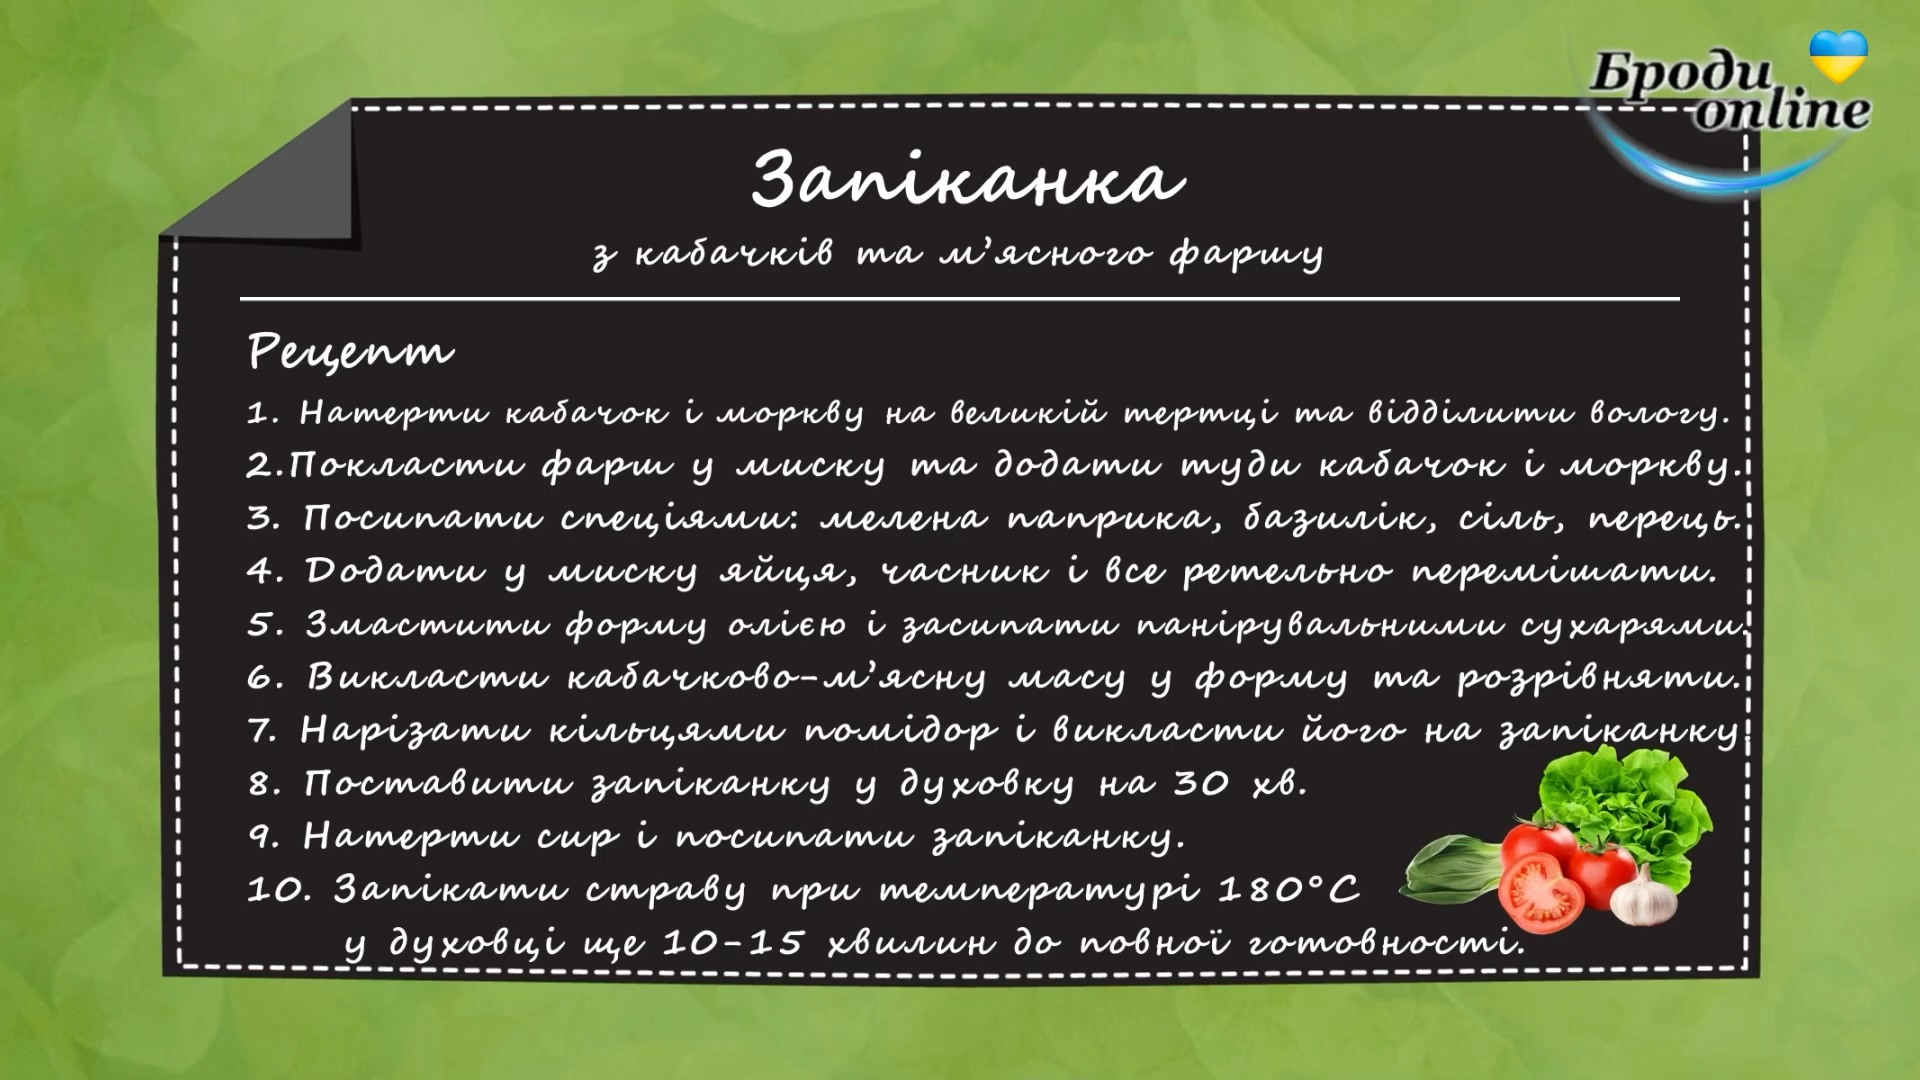 Броди
online
Запіканка
з кабачків та м’ясного фаршу
Рецепт
1. Натерти кабачок і моркву на великій тертці та відділити вологу.
2.Покласти фарш у миску та додати туди кабачок і моркву.
3. Посипати спеціями: мелена паприка, базилік, сіль, перець.
4. Додати у миску яйця, часник і все ретельно перемішати.
5. Змастити форму олією і засипати панірувальними сухарями.
6. Викласти кабачково-м’ясну масу у форму та розрівняти.
7. Нарізати кільцями помідор і викласти його на запіканку.
8. Поставити запіканку у духовку на 30 хв.
9. Натерти сир і посипати запіканку.
10. Запікати страву при температурі 180°C
у духовці ще 10-15 хвилин до повної готовності.